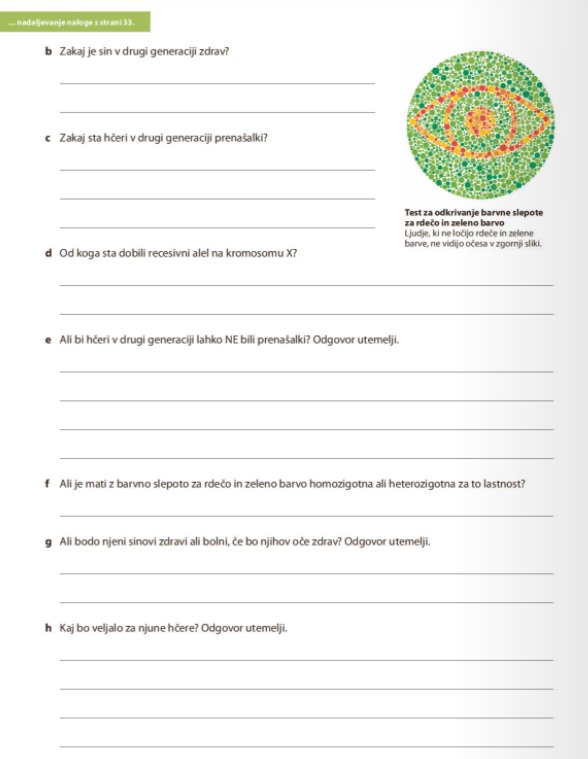 ... nadaljevanje naloge s strani 33.
b Zakaj je sin v drugi generaciji zdrav?
c Zakaj sta hčeri v drugi generaciji prenašalki?
Test za odkrivanje barvne slepote
za rdečo in zeleno barvo
Ljudje, ki ne ločijo rdeče in zelene
barve, ne vidijo očesa v zgornji sliki.
d Od koga sta dobili recesivni alel na kromosomu X?
e Ali bi hčeri v drugi generaciji lahko NE bili prenašalki? Odgovor utemelji.
f Ali je mati z barvno slepoto za rdečo in zeleno barvo homozigotna ali heterozigotna za to lastnost?
g Ali bodo njeni sinovi zdravi ali bolni, če bo njihov oče zdrav? Odgovor utemelji.
h Kaj bo veljalo za njune hčere? Odgovor utemelji.